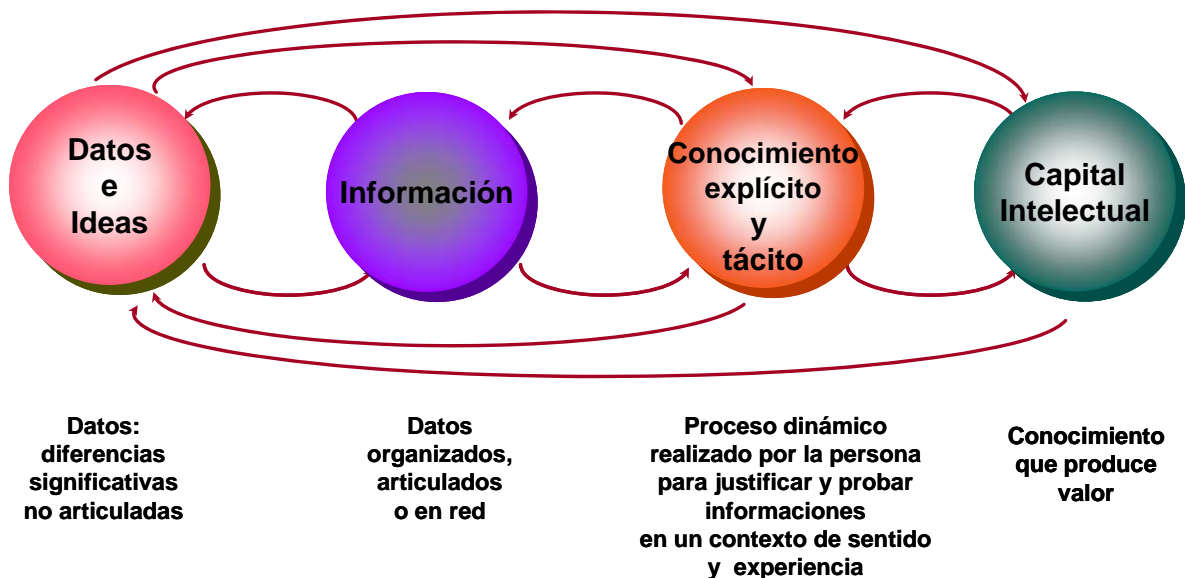 Datos
e
Ideas
Información
Conocimiento
explícito
y
tácito
Capital
Intelectual
Datos:
diferencias
significativas
no articuladas
Datos
organizados,
articulados
o en red
Proceso dinámico
realizado por la persona
para justificar y probar
informaciones
en un contexto de sentido
y experiencia
Conocimiento
que produce
valor